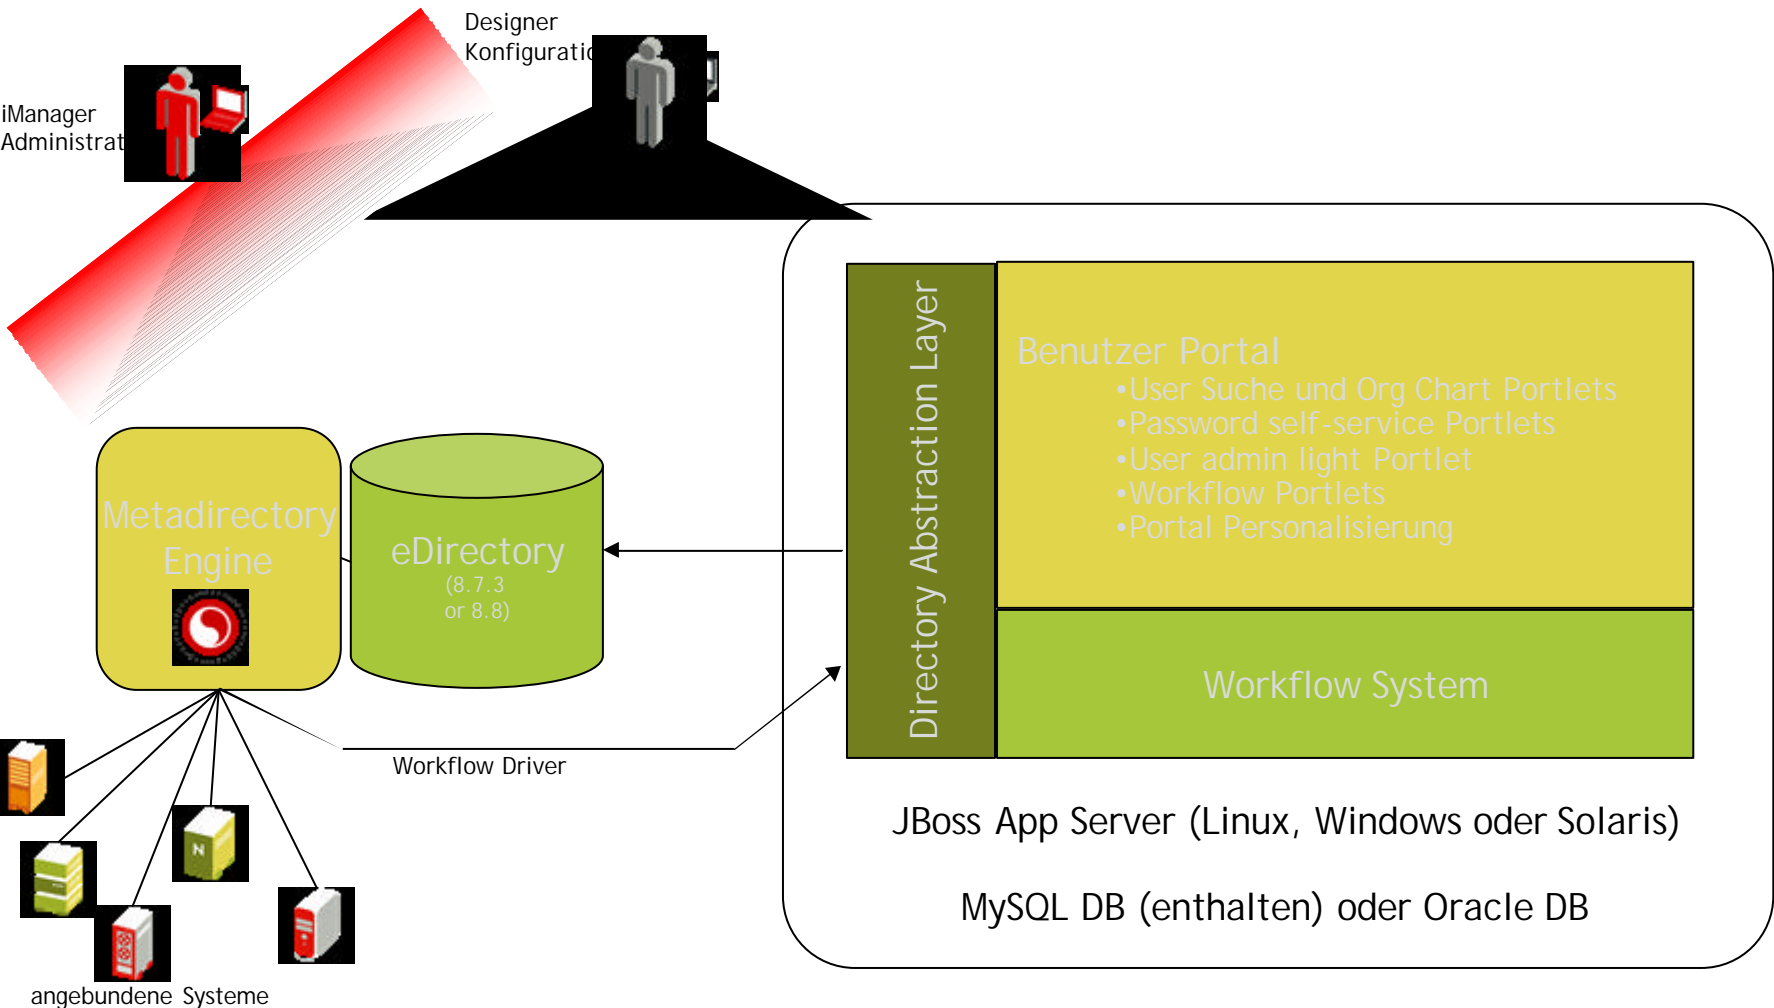 Designer
iManager
Directory Abstraction Layer
Benutzer Portal
•User Suche und Org Chart Portlets
•Password self-service Portlets
•User admin light Portlet
•Workflow Portlets
•Portal Personalisierung
Metadirectory
Engine
eDirectory
(8.7.3
or 8.8)
N
Workflow System
Workflow Driver
JBoss App Server (Linux, Windows oder Solaris)
MySQL DB (enthalten) oder Oracle DB
angebundene Systeme